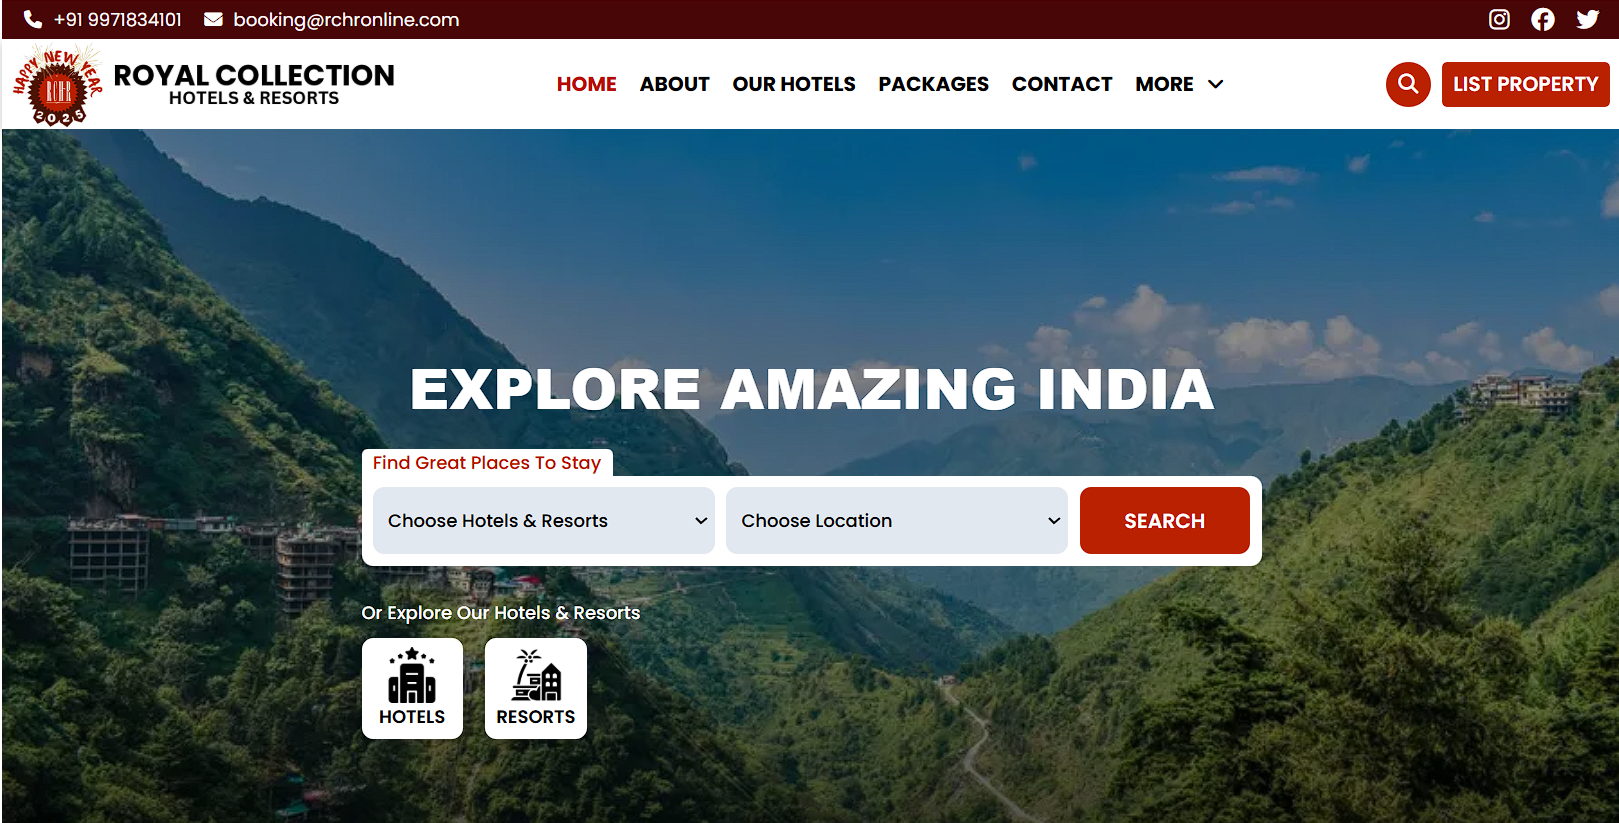 +91 9971834101 booking@rchronline.com
HAPPY NEW YEAR
RCHR
2025
ROYAL COLLECTION
HOTELS & RESORTS
HOME ABOUT OUR HOTELS PACKAGES CONTACT MORE
LIST PROPERTY
EXPLORE AMAZING INDIA
Find Great Places To Stay
Choose Hotels & Resorts Choose Location SEARCH
Or Explore Our Hotels & Resorts
HOTELS RESORTS